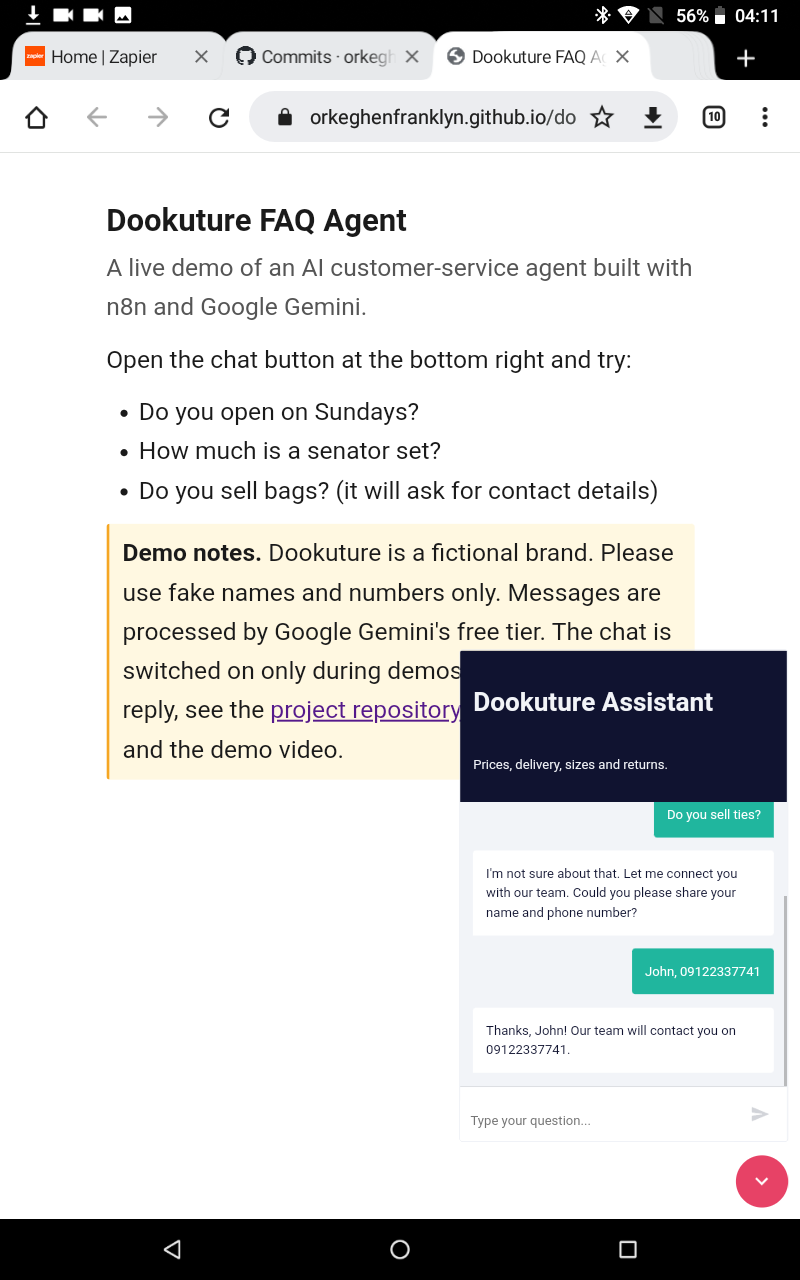 56% 04:11
zapier Home | Zapier
Commits · orkegh
Dookuture FAQ Ag
orkeghenfranklyn.github.io/do
10
Dookuture FAQ Agent
A live demo of an AI customer-service agent built with
n8n and Google Gemini.
Open the chat button at the bottom right and try:
• Do you open on Sundays?
• How much is a senator set?
• Do you sell bags? (it will ask for contact details)
Demo notes. Dookuture is a fictional brand. Please
use fake names and numbers only. Messages are
processed by Google Gemini's free tier. The chat is
switched on only during demos
reply, see the project repository
and the demo video.
Dookuture Assistant
Prices, delivery, sizes and returns.
Do you sell ties?
I'm not sure about that. Let me connect you
with our team. Could you please share your
name and phone number?
John, 09122337741
Thanks, John! Our team will contact you on
09122337741.
Type your question...